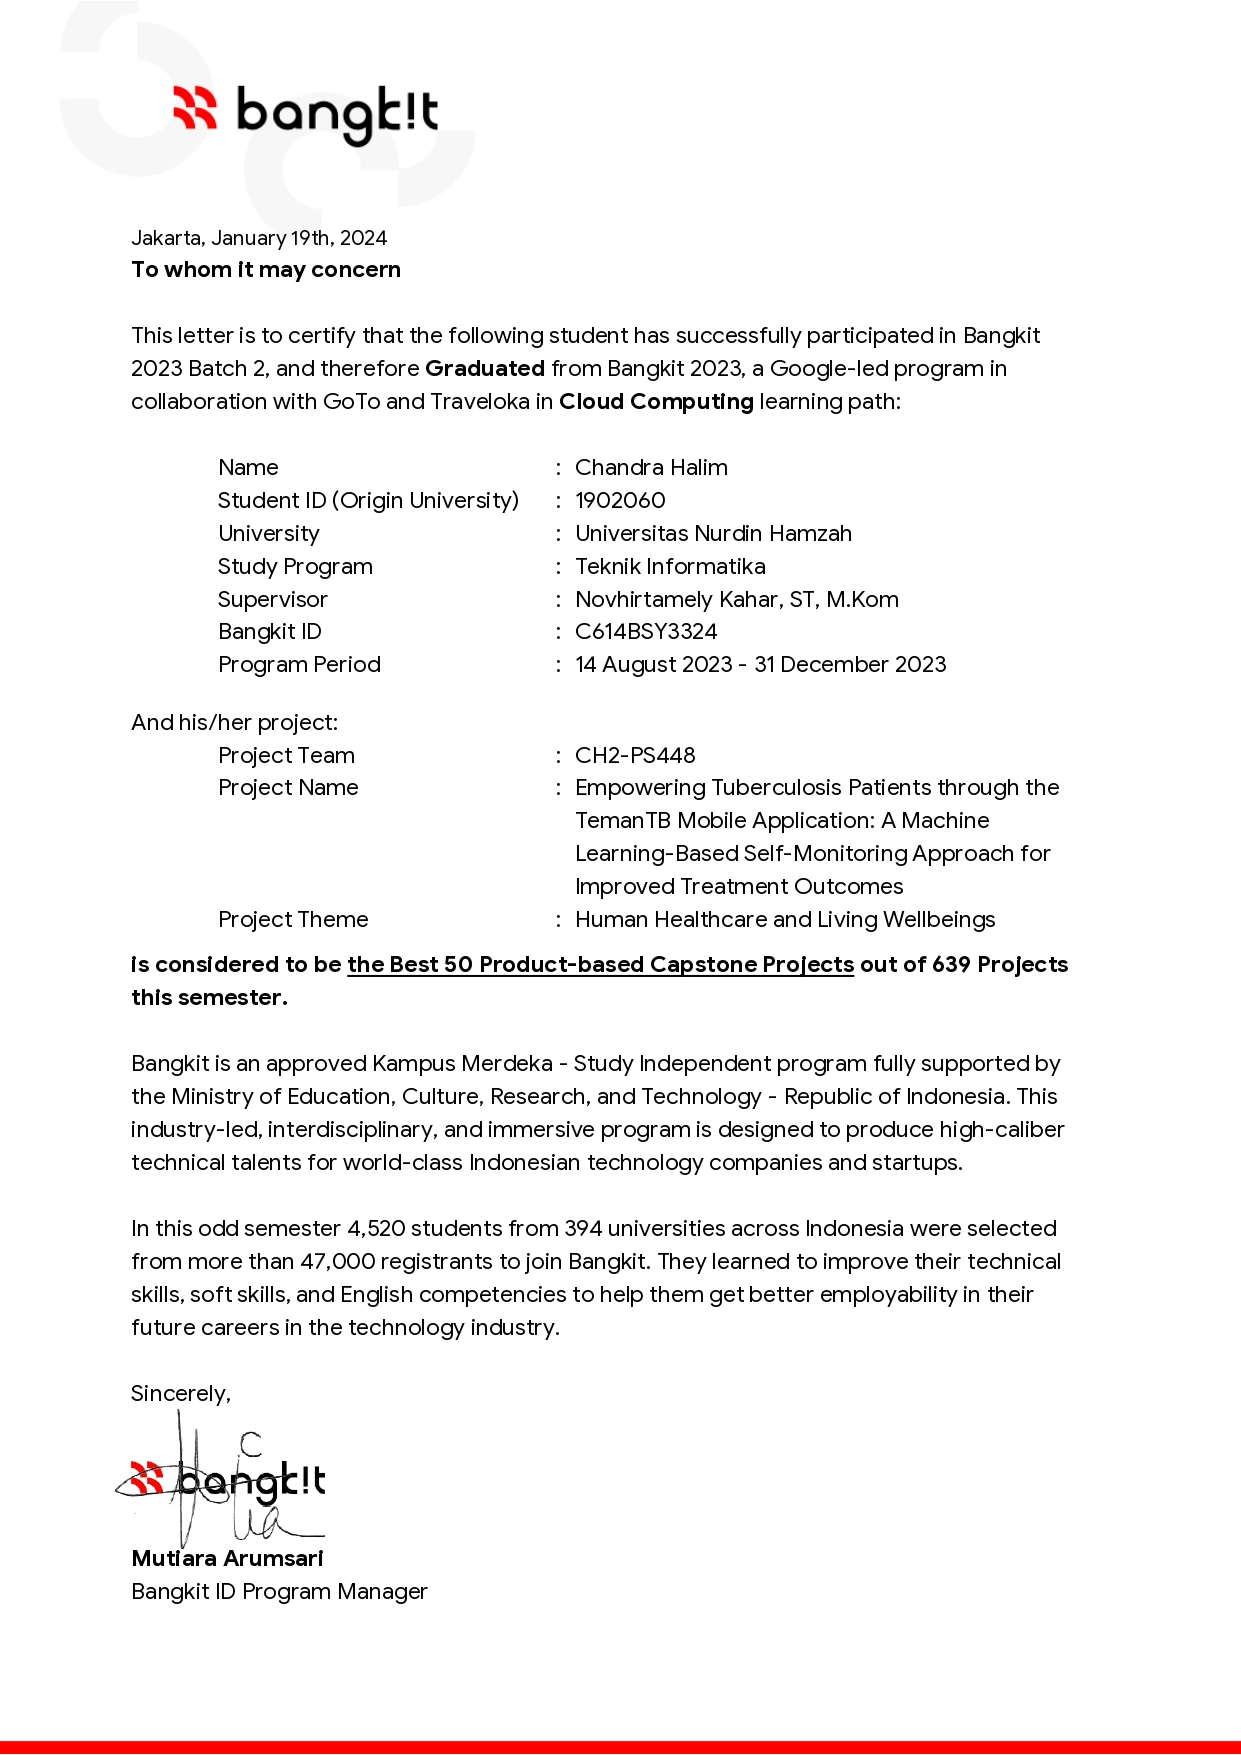 bangk!t
Jakarta, January 19th, 2024
To whom it may concern
This letter is to certify that the following student has successfully participated in Bangkit
2023 Batch 2, and therefore Graduated from Bangkit 2023, a Google-led program in
collaboration with GoTo and Traveloka in Cloud Computing learning path:
Name : Chandra Halim
Student ID (Origin University) : 1902060
University : Universitas Nurdin Hamzah
Study Program : Teknik Informatika
Supervisor : Novhirtamely Kahar, ST, M.Kom
Bangkit ID : C614BSY3324
Program Period : 14 August 2023 - 31 December 2023
And his/her project:
Project Team : CH2-PS448
Project Name : Empowering Tuberculosis Patients through the
TemanTB Mobile Application: A Machine
Learning-Based Self-Monitoring Approach for
Improved Treatment Outcomes
Project Theme : Human Healthcare and Living Wellbeings
is considered to be the Best 50 Product-based Capstone Projects out of 639 Projects
this semester.
Bangkit is an approved Kampus Merdeka - Study Independent program fully supported by
the Ministry of Education, Culture, Research, and Technology - Republic of Indonesia. This
industry-led, interdisciplinary, and immersive program is designed to produce high-caliber
technical talents for world-class Indonesian technology companies and startups.
In this odd semester 4,520 students from 394 universities across Indonesia were selected
from more than 47,000 registrants to join Bangkit. They learned to improve their technical
skills, soft skills, and English competencies to help them get better employability in their
future careers in the technology industry.
Sincerely,
bangk!t
Mutiara Arumsari
Bangkit ID Program Manager